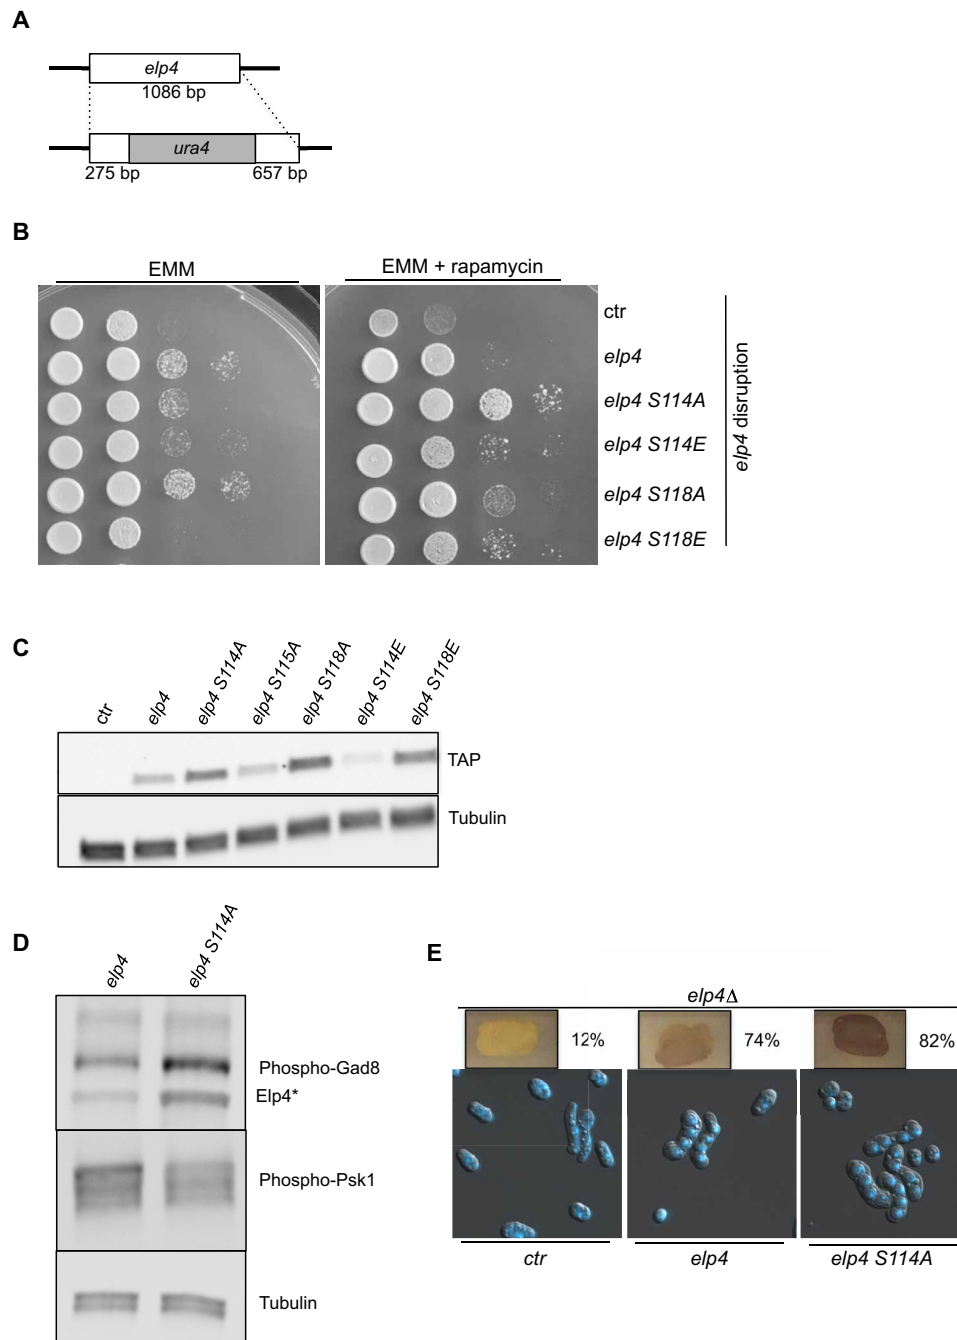 A
elp4
1086 bp
ura4
275 bp 657 bp
B
EMM EMM + rapamycin
ctr
elp4
elp4 S114A
elp4 S114E
elp4 S118A
elp4 S118E
elp4 disruption
C
ctr elp4 elp4 S114A elp4 S115A elp4 S118A elp4 S114E elp4 S118E
TAP
Tubulin
D
elp4 elp4 S114A
Phospho-Gad8
Elp4*
Phospho-Psk1
Tubulin
E
elp4Δ
12% 74% 82%
ctr elp4 elp4 S114A